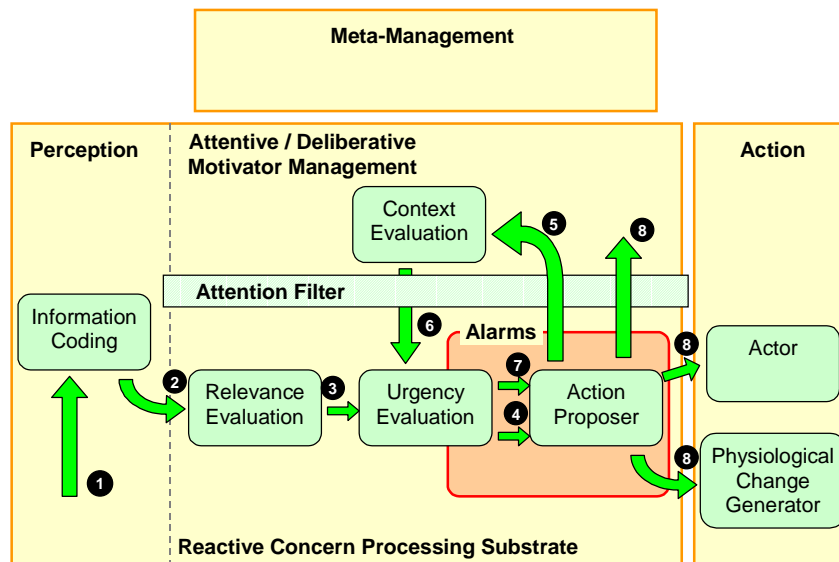 Meta-Management
Perception
Attentive / Deliberative
Motivator Management
Action
Context
Evaluation
5
8
Attention Filter
Information
Coding
6
Alarms
2
Relevance
Evaluation
3
Urgency
Evaluation
7
4
Action
Proposer
8
Actor
8
Physiological
Change
Generator
1
Reactive Concern Processing Substrate